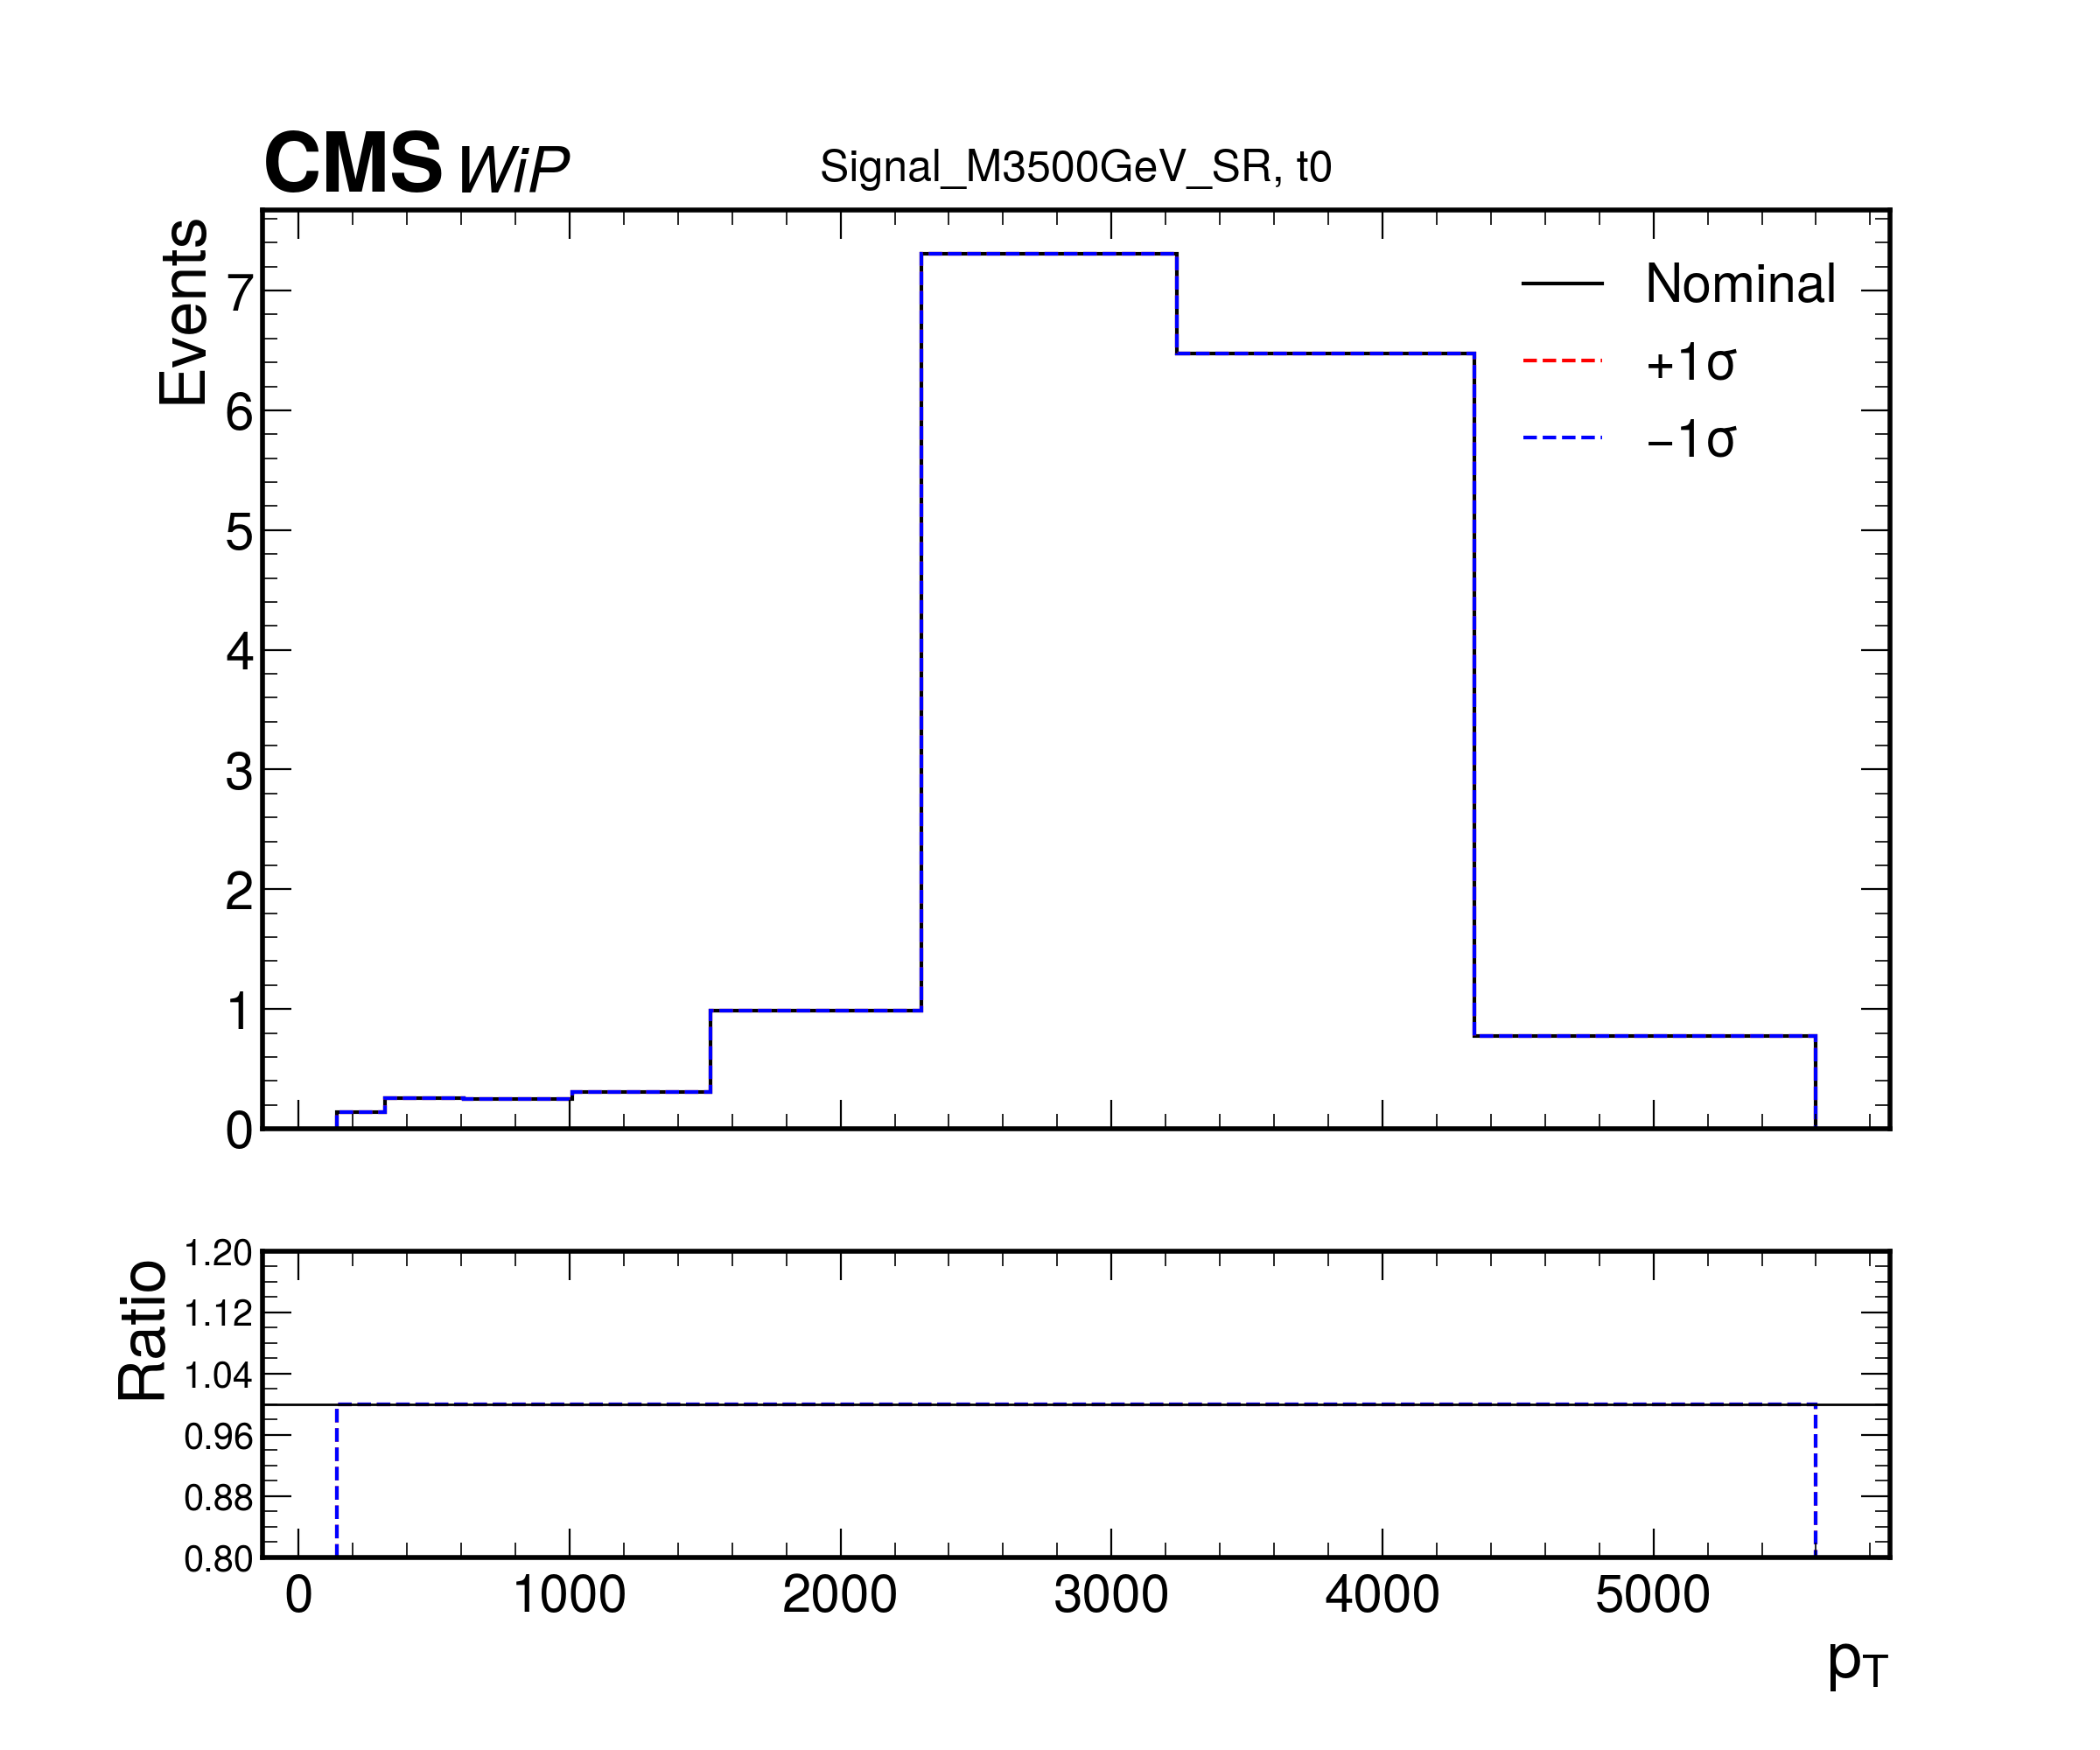 CMS WiP
Signal_M3500GeV_SR, t0
Events
7
6
5
4
3
2
1
0
Nominal
+1σ
−1σ
Ratio
1.20
1.12
1.04
0.96
0.88
0.80
0 1000 2000 3000 4000 5000
pT